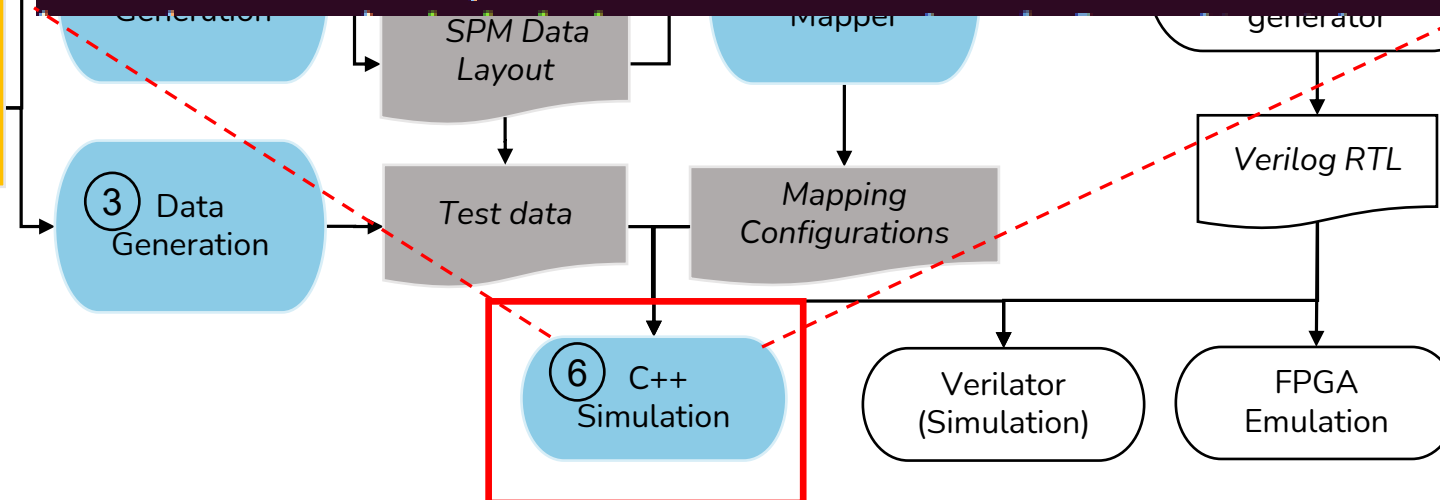 Generation
SPM Data
Layout
Mapper
generator
3 Data
Generation
Test data
Mapping
Configurations
Verilog RTL
6 C++
Simulation
Verilator
(Simulation)
FPGA
Emulation